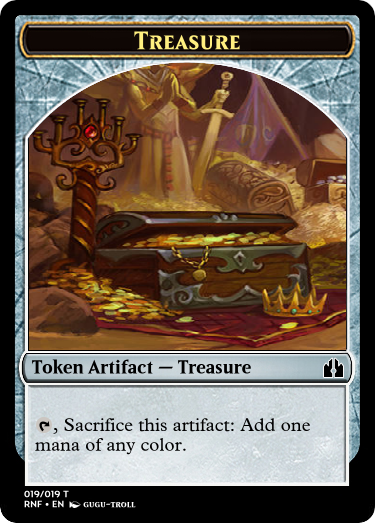 TREASURE
Token Artifact — Treasure
, Sacrifice this artifact: Add one
mana of any color.
019/019 T
RNF • EN GUGU-TROLL